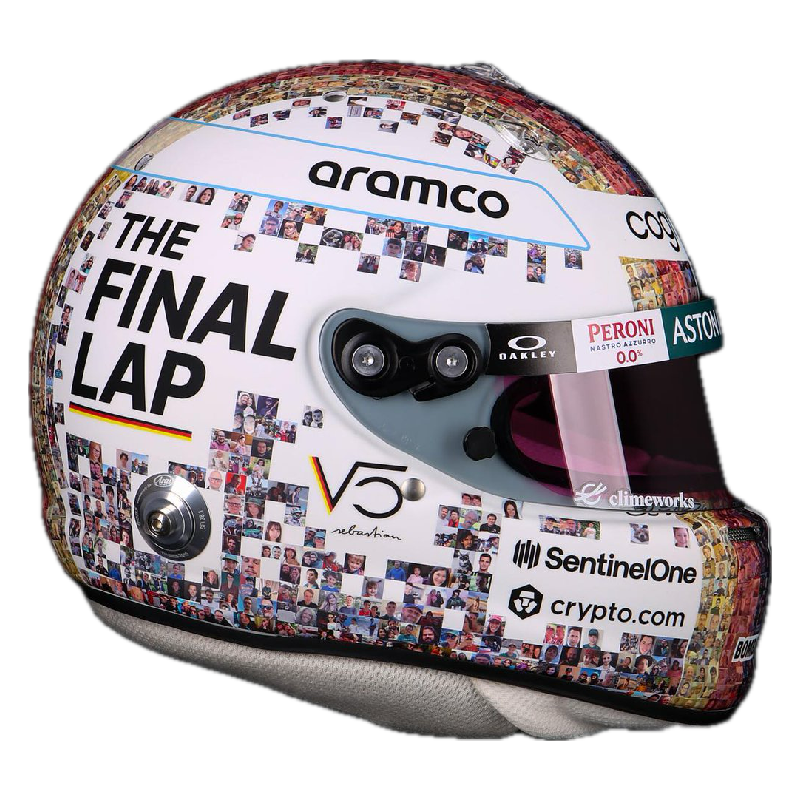 aramco
cog
THE
FINAL
LAP
OAKLEY
PERONI
NASTRO AZZURRO
0.0%
ASTON
V5
sebastian
climeworks
SentinelOne
crypto.com